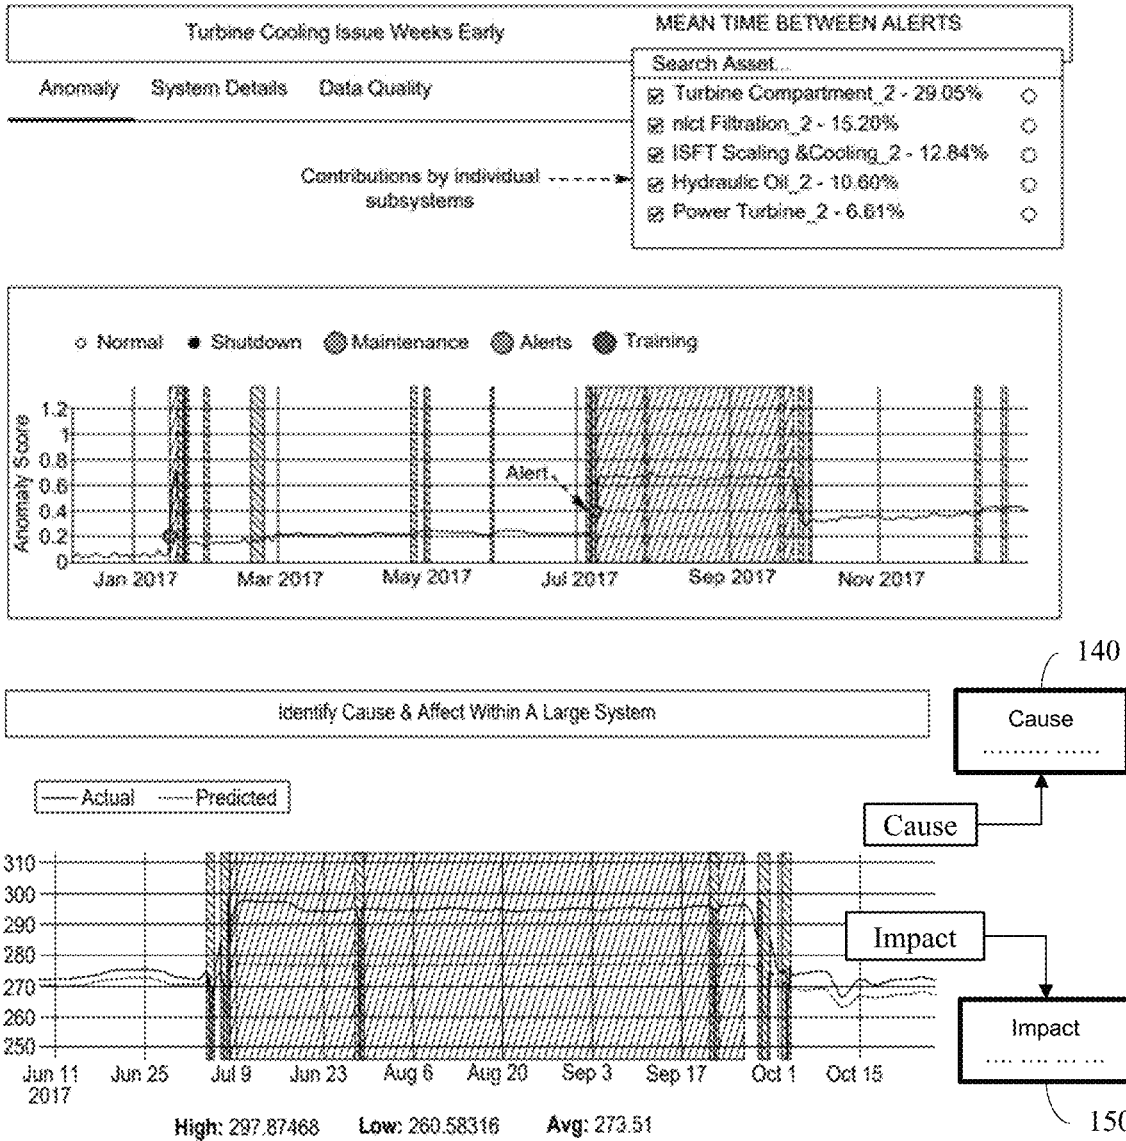 Turbine Cooling Issue Weeks Early
MEAN TIME BETWEEN ALERTS
Search Asset...
Anomaly System Details Data Quality
Turbine Compartment_2 - 29.05%
nlct Filtration_2 - 15.20%
ISFT Scaling &Cooling_2 - 12.84%
Hydraulic Oil_2 - 10.60%
Power Turbine_2 - 6.61%
Contributions by individual
subsystems
Normal Shutdown Maintenance Alerts Training
Anomaly Score
1.2
1
0.8
0.6
0.4
0.2
0
Alert
Jan 2017 Mar 2017 May 2017 Jul 2017 Sep 2017 Nov 2017
140
Identify Cause & Affect Within A Large System
Cause
Actual Predicted
Cause
310
300
290
280
270
260
250
Impact
Impact
Jun 11 Jun 25 Jul 9 Jun 23 Aug 6 Aug 20 Sep 3 Sep 17 Oct 1 Oct 15
2017
High: 297.87468 Low: 260.58316 Avg: 273.51
150